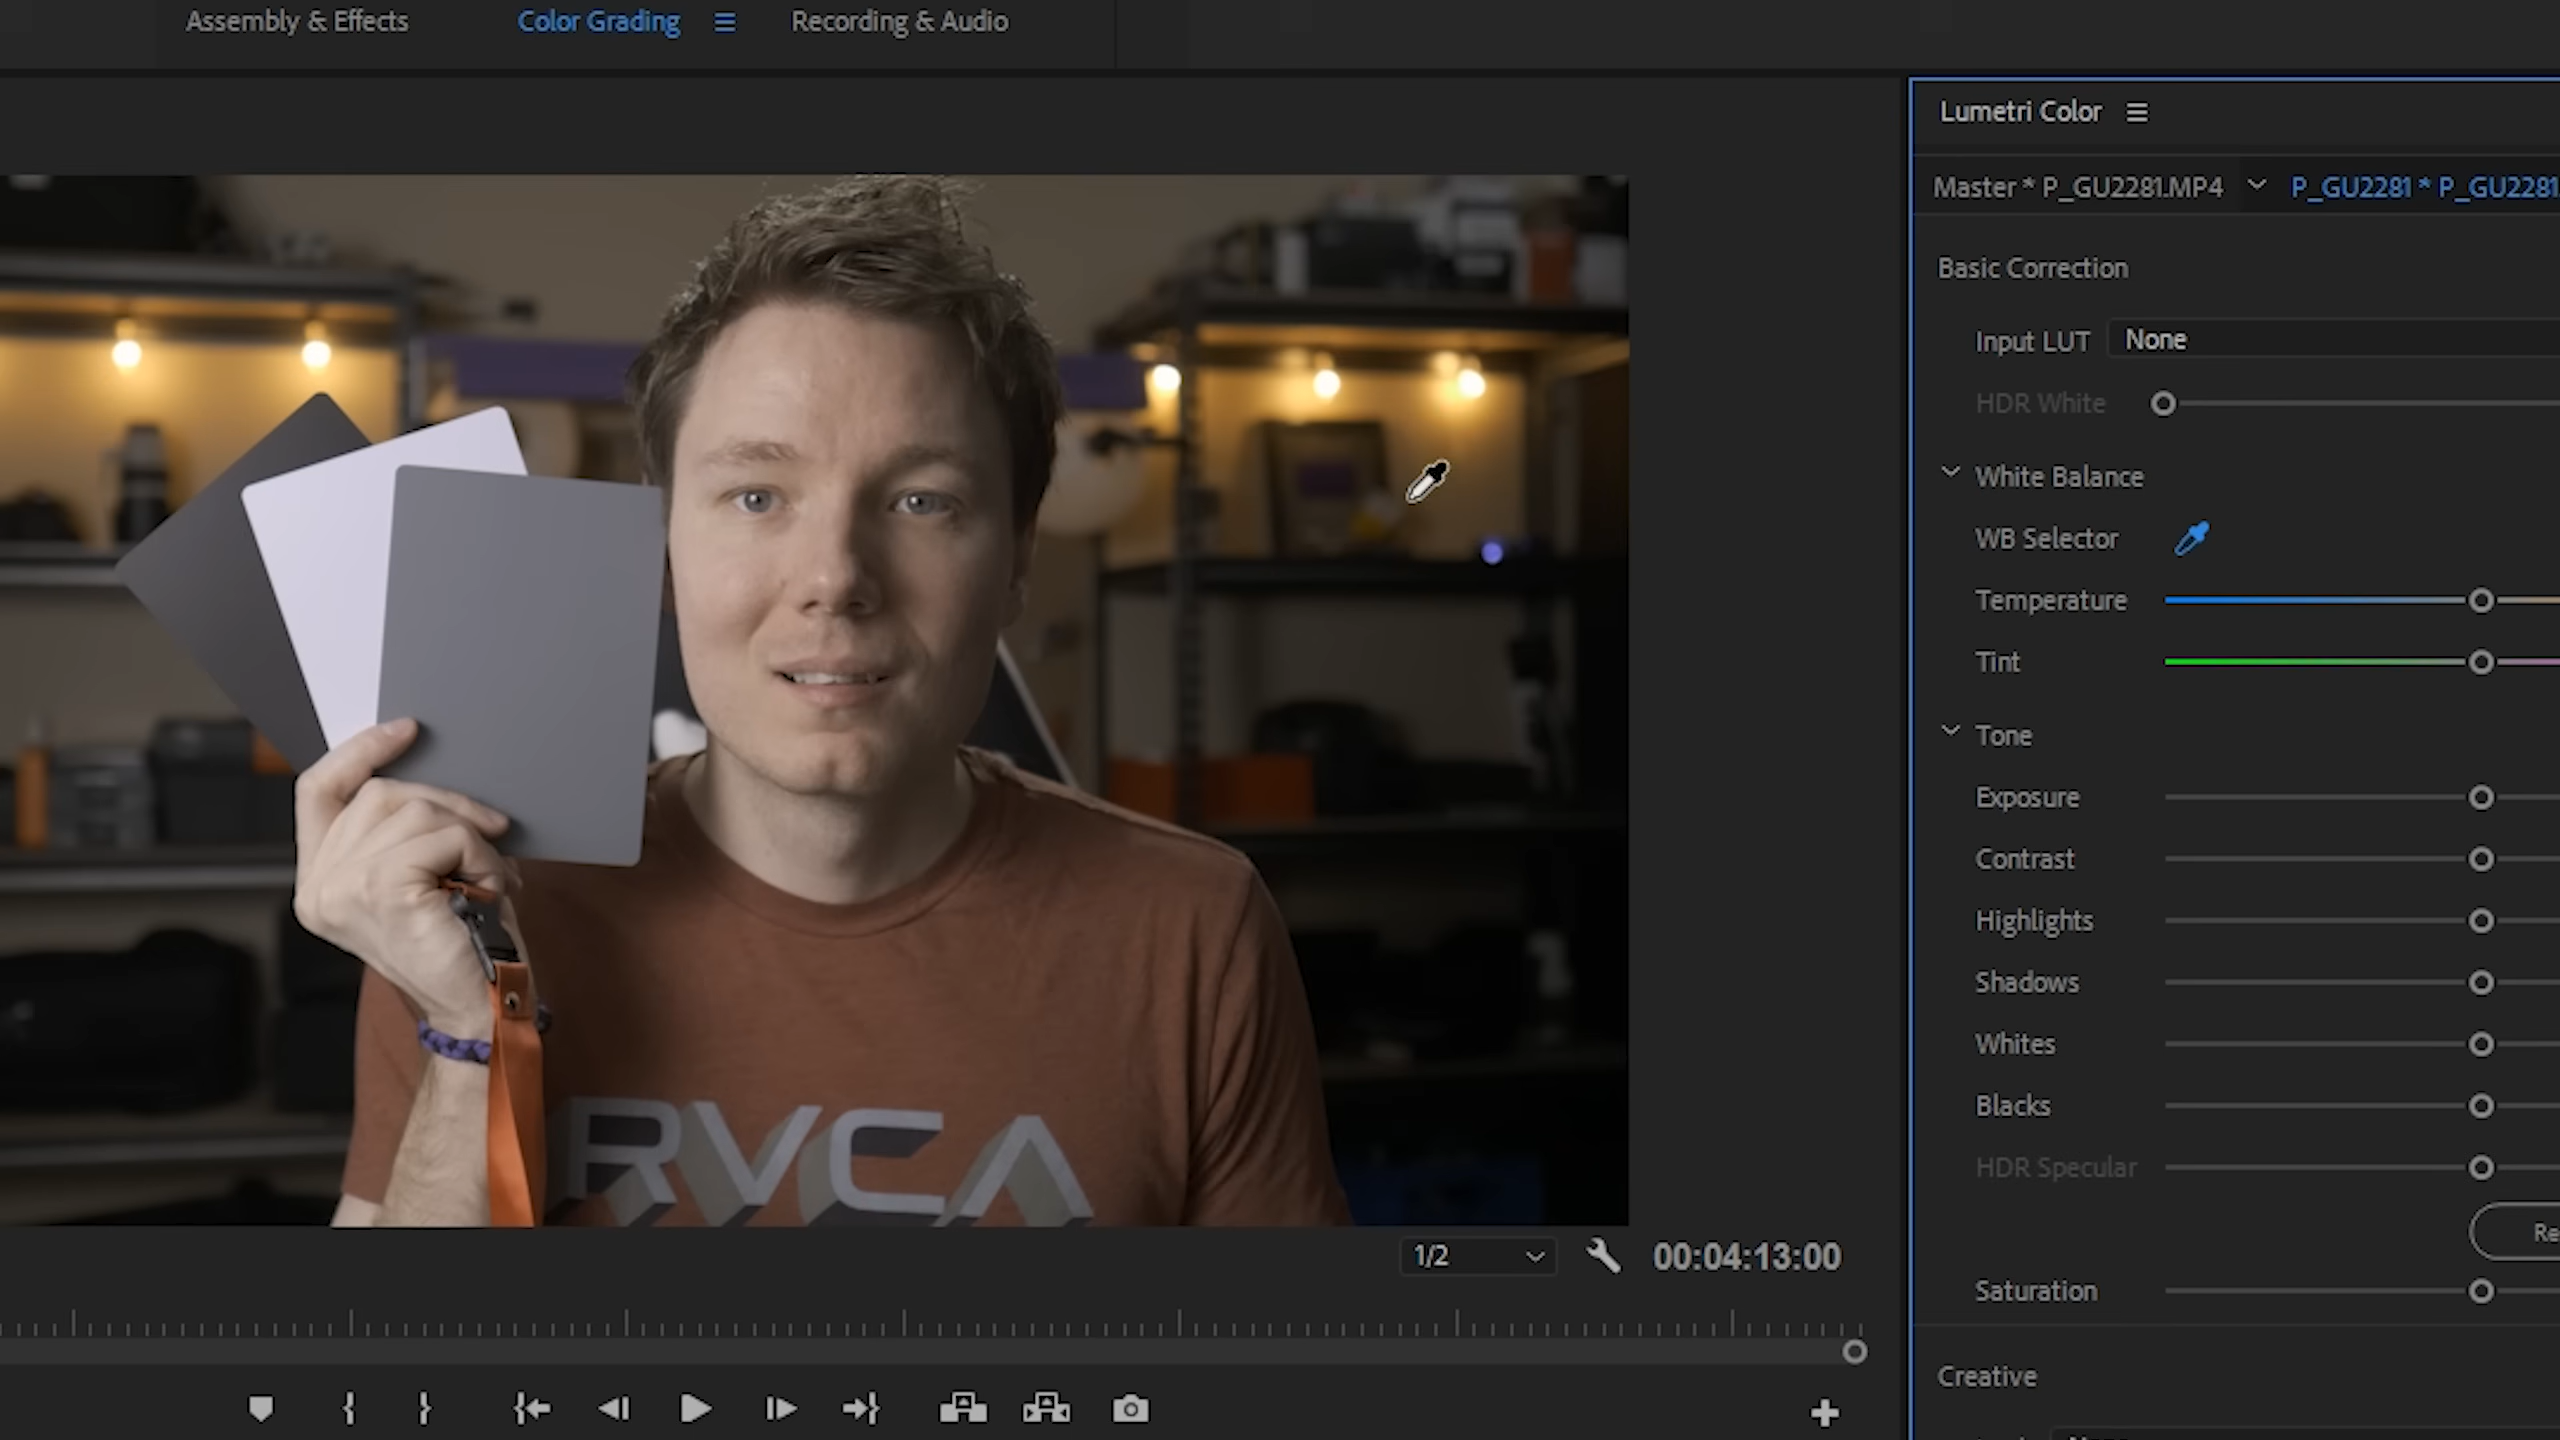 Assembly & Effects
Color Grading
Recording & Audio
Lumetri Color
Master * P_GU2281.MP4
P_GU2281 * P_GU2281
Basic Correction
Input LUT
None
HDR White
White Balance
WB Selector
Temperature
Tint
Tone
Exposure
Contrast
Highlights
Shadows
Whites
Blacks
HDR Specular
Saturation
Creative
RVCA
1/2
00:04:13:00